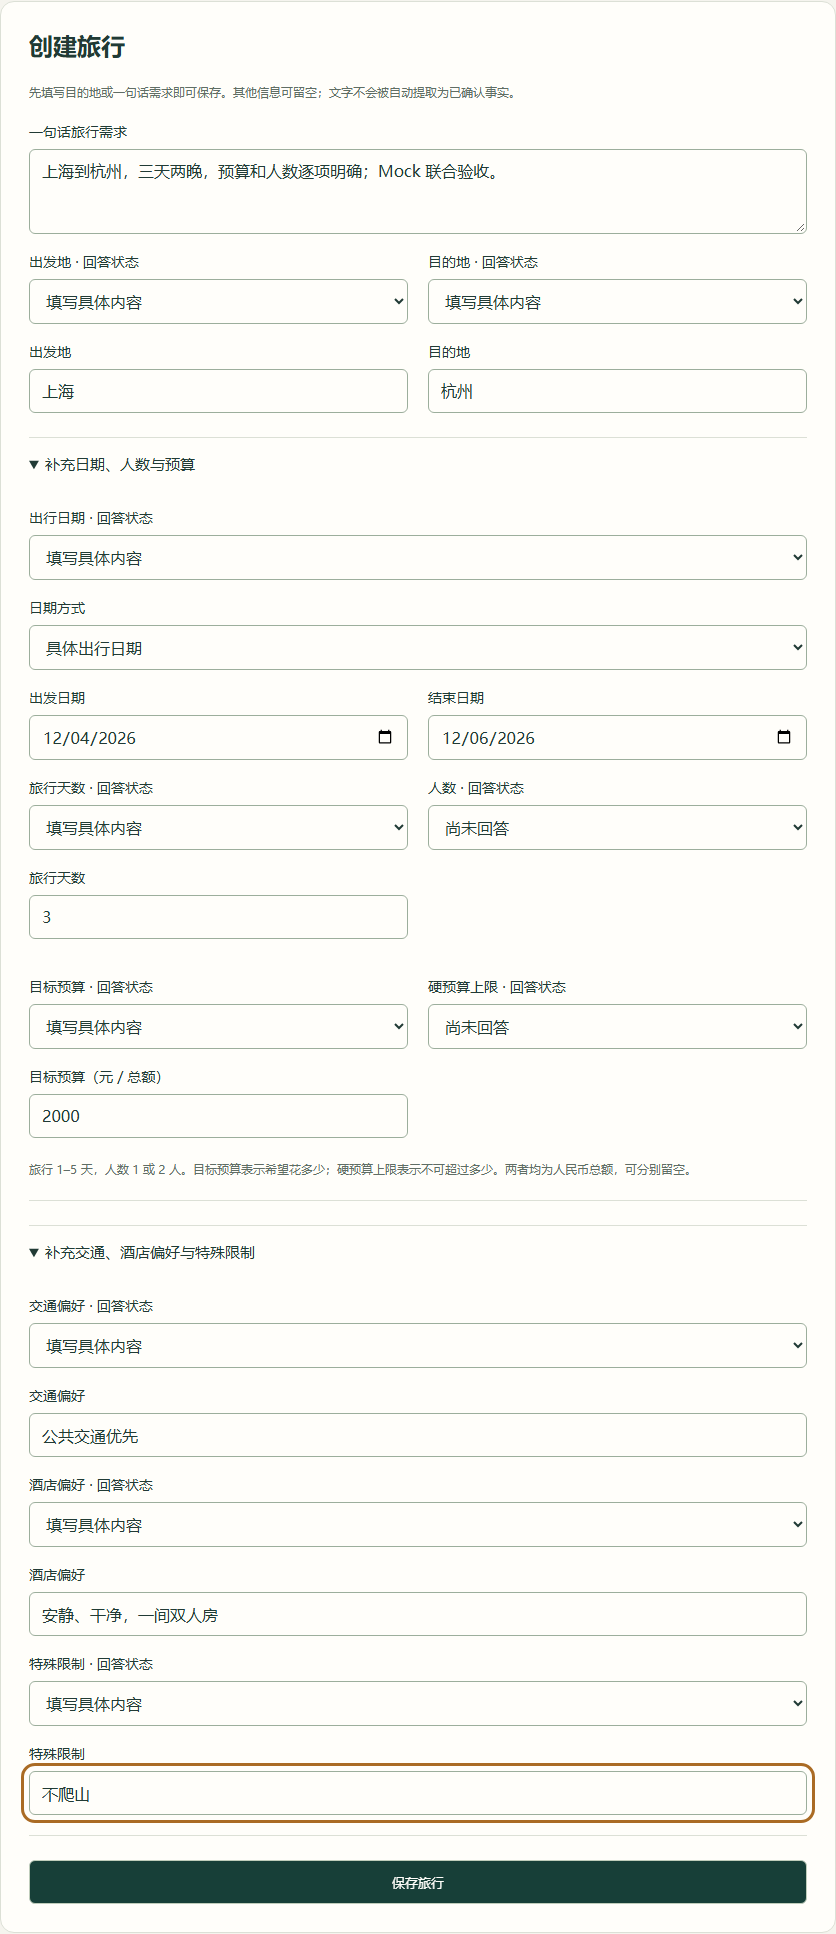 创建旅行
先填写目的地或一句话需求即可保存。其他信息可留空；文字不会被自动提取为已确认事实。
一句话旅行需求
上海到杭州，三天两晚，预算和人数逐项明确；Mock 联合验收。
出发地 · 回答状态
目的地 · 回答状态
填写具体内容
填写具体内容
出发地
目的地
上海
杭州
▼ 补充日期、人数与预算
出行日期 · 回答状态
填写具体内容
日期方式
具体出行日期
出发日期
结束日期
12/04/2026
12/06/2026
旅行天数 · 回答状态
人数 · 回答状态
填写具体内容
尚未回答
旅行天数
3
目标预算 · 回答状态
硬预算上限 · 回答状态
填写具体内容
尚未回答
目标预算（元 / 总额）
2000
旅行 1–5 天，人数 1 或 2 人。目标预算表示希望花多少；硬预算上限表示不可超过多少。两者均为人民币总额，可分别留空。
▼ 补充交通、酒店偏好与特殊限制
交通偏好 · 回答状态
填写具体内容
交通偏好
公共交通优先
酒店偏好 · 回答状态
填写具体内容
酒店偏好
安静、干净，一间双人房
特殊限制 · 回答状态
填写具体内容
特殊限制
不爬山
保存旅行